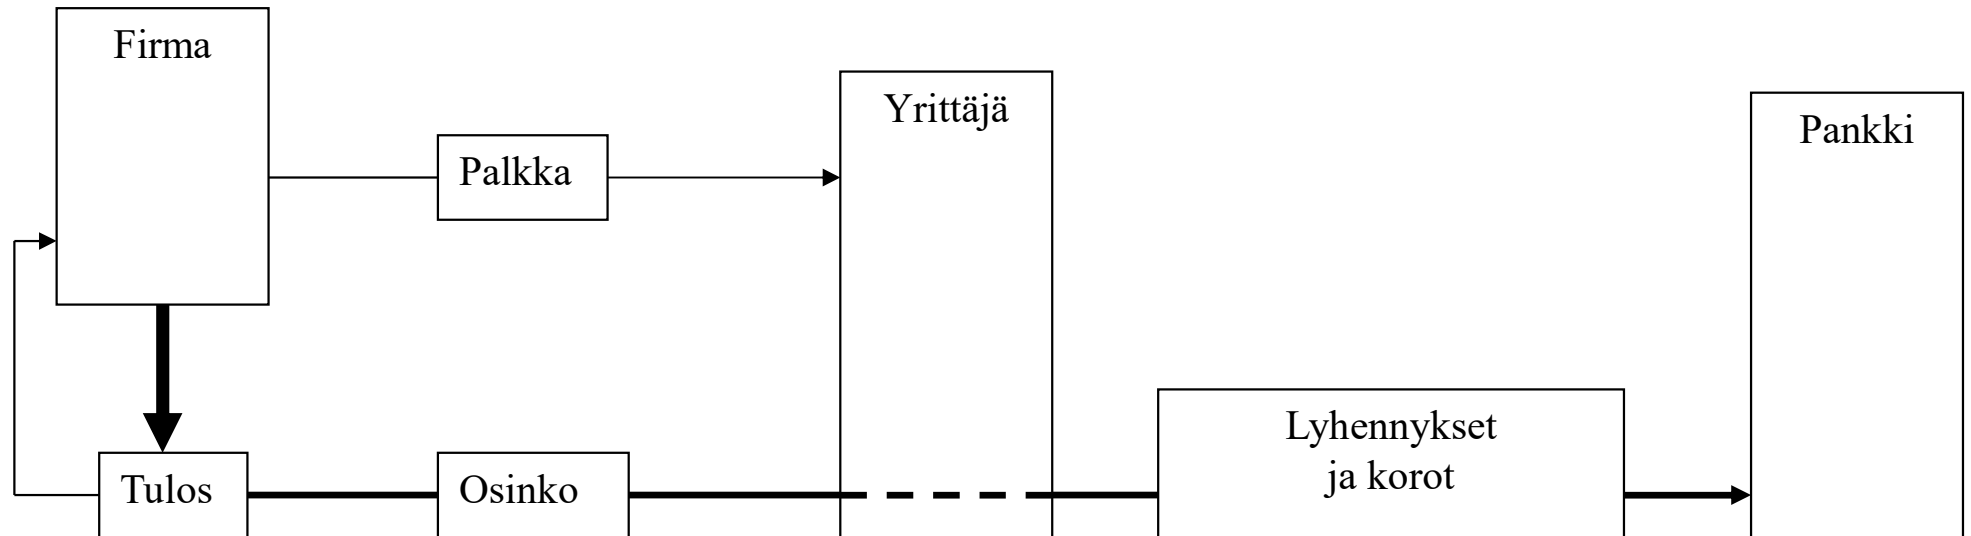 Firma
Yrittäjä
Pankki
Palkka
Lyhennykset
ja korot
Tulos
Osinko